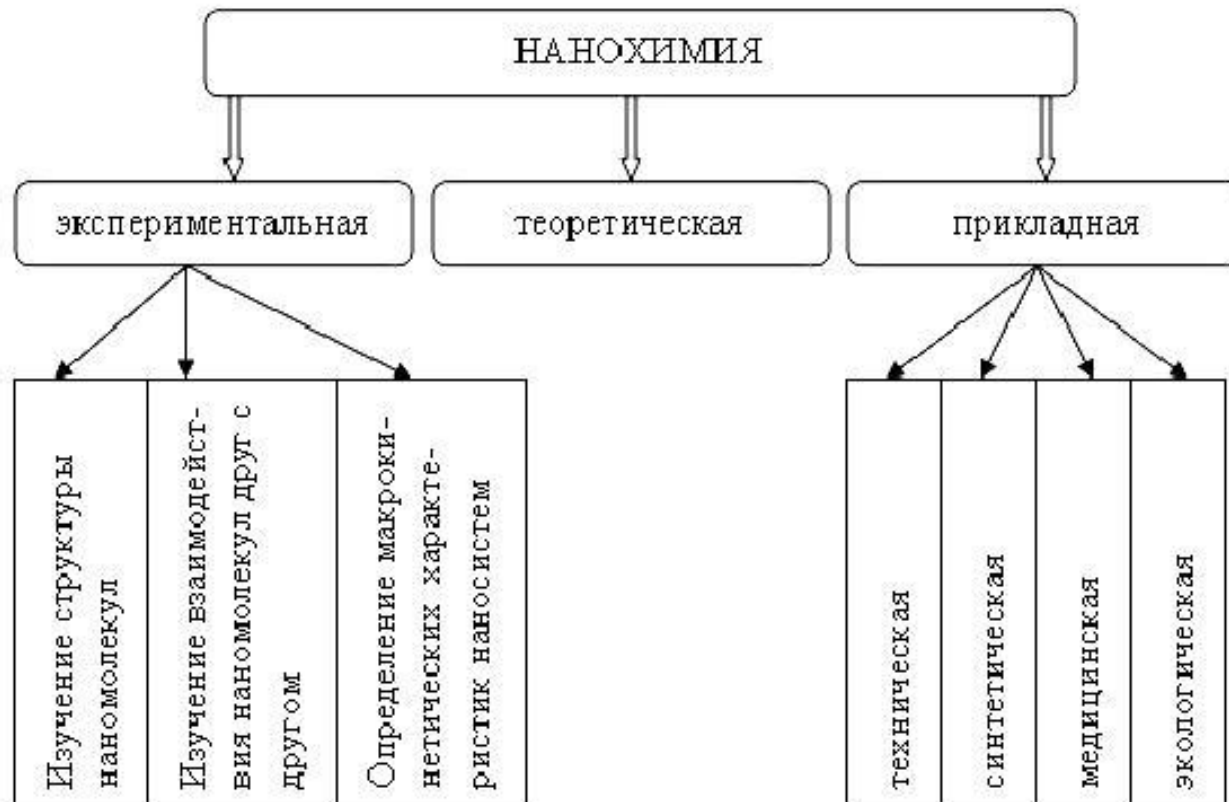 НАНОХИМИЯ
экспериментальная
теоретическая
прикладная
Изучение структуры
наномолекул
Изучение взаимодейст-
вия наномолекул друг с
другом
Определение макроки-
нетических характе-
ристик наносистем
техническая
синтетическая
медицинская
экологическая